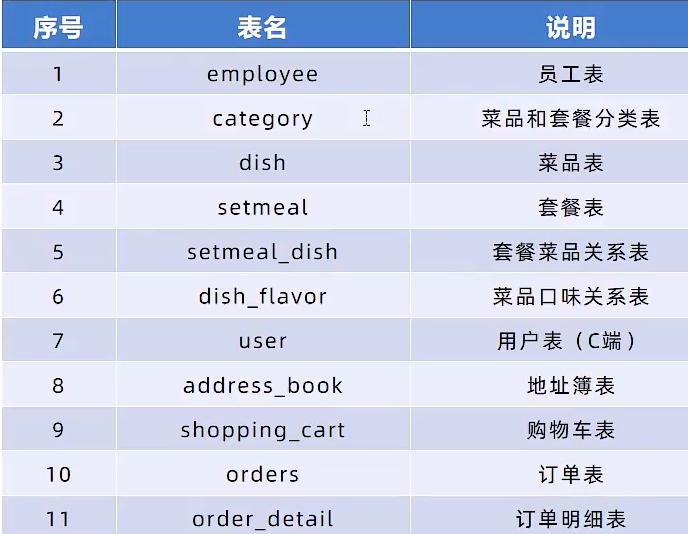 序号 表名 说明
1 employee 员工表
2 category 菜品和套餐分类表
3 dish 菜品表
4 setmeal 套餐表
5 setmeal_dish 套餐菜品关系表
6 dish_flavor 菜品口味关系表
7 user 用户表（C端）
8 address_book 地址簿表
9 shopping_cart 购物车表
10 orders 订单表
11 order_detail 订单明细表